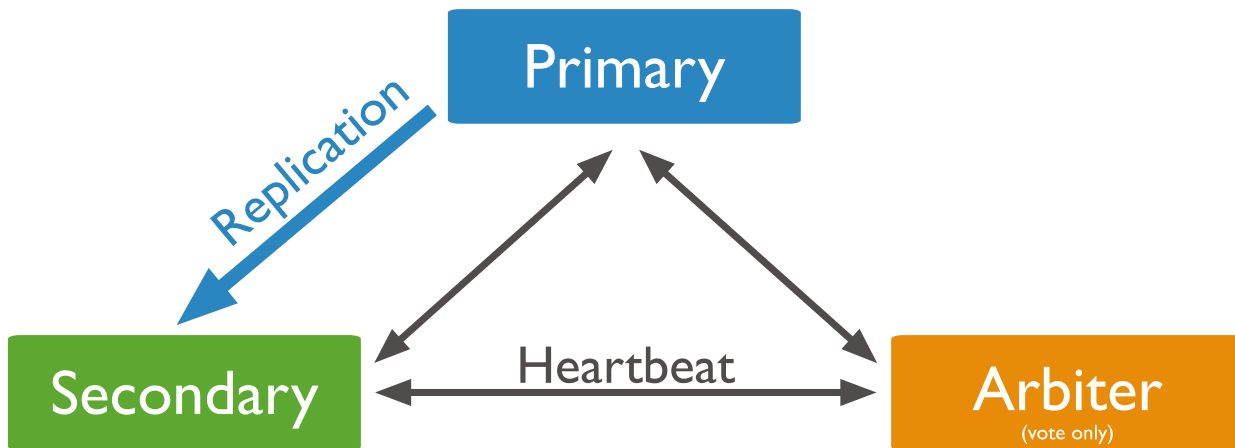 Primary
Replication
Heartbeat
Secondary
Arbiter
(vote only)